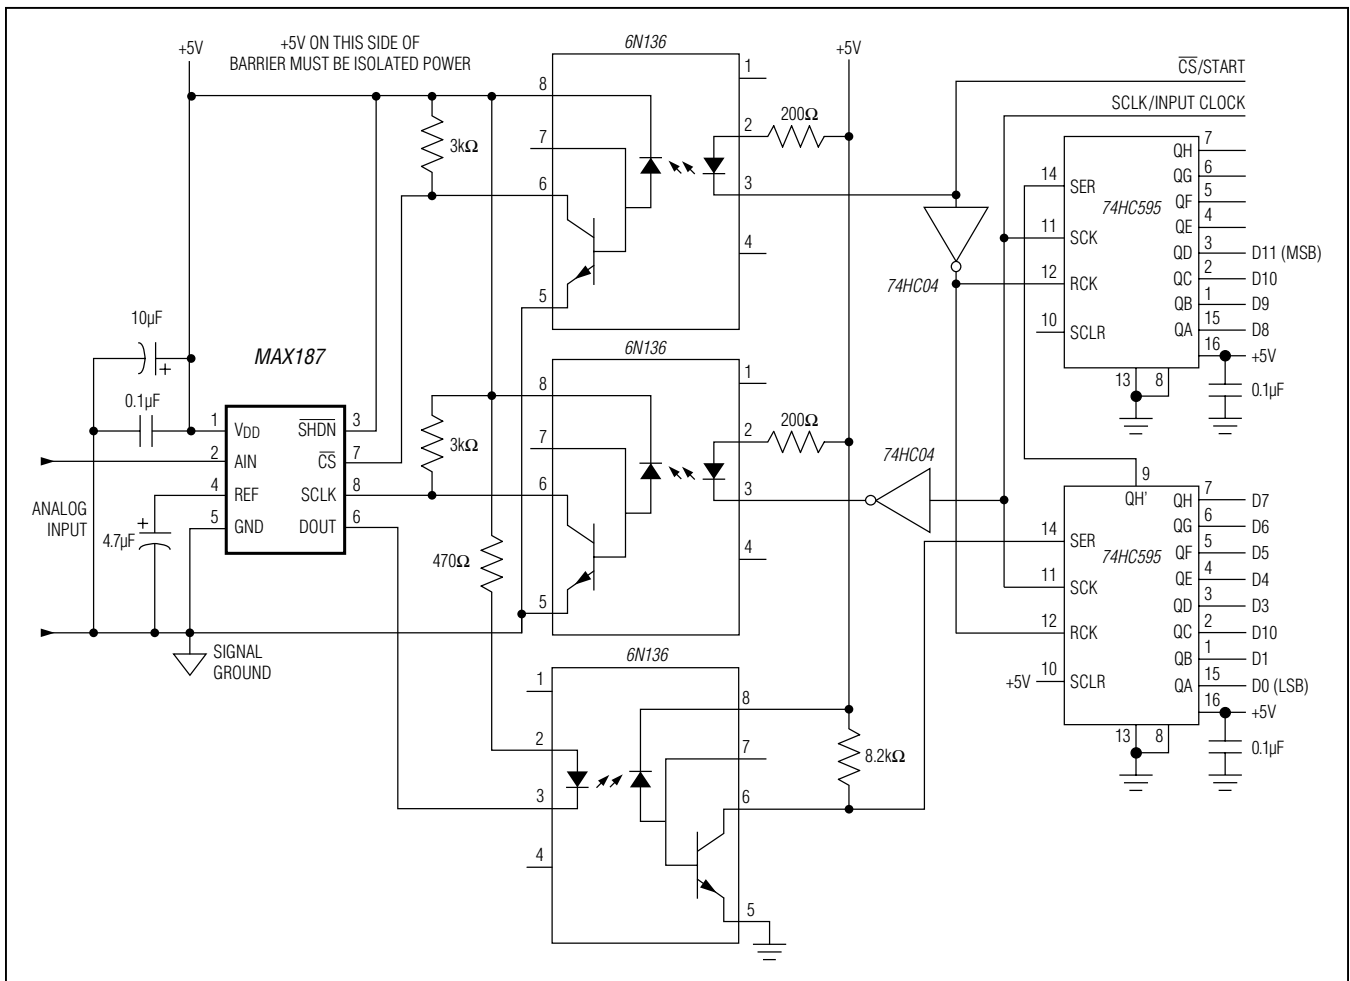 +5V
+5V ON THIS SIDE OF
BARRIER MUST BE ISOLATED POWER
6N136
+5V
CS/START
SCLK/INPUT CLOCK
8
1
7
3kΩ
2
200Ω
6
3
5
4
74HC04
14
SER
11
SCK
12
RCK
10
SCLR
74HC595
QH
7
QG
6
QF
5
QE
4
QD
3
D11 (MSB)
QC
2
D10
QB
1
D9
QA
15
D8
16
+5V
13
8
0.1µF
10µF
MAX187
0.1µF
1
VDD
SHDN
3
2
AIN
CS
7
4
REF
SCLK
8
5
GND
DOUT
6
ANALOG
INPUT
4.7µF
SIGNAL
GROUND
6N136
8
1
3kΩ
7
2
200Ω
6
3
5
4
470Ω
74HC04
9
QH'
14
SER
11
SCK
12
RCK
+5V
10
SCLR
74HC595
QH
7
D7
QG
6
D6
QF
5
D5
QE
4
D4
QD
3
D3
QC
2
D10
QB
1
D1
QA
15
D0 (LSB)
16
+5V
13
8
0.1µF
6N136
1
8
2
7
3
6
4
5
8.2kΩ